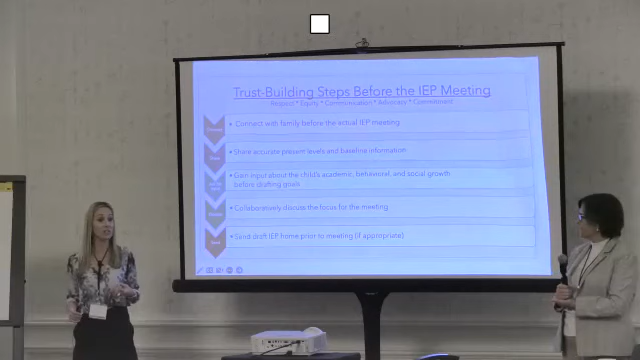 Trust-Building Steps Before the IEP Meeting
Respect * Equity * Communication * Advocacy * Commitment
• Connect with family before the actual IEP meeting
• Share accurate present levels and baseline information
• Gain input about the child's academic, behavioral, and social growth
before drafting goals
• Collaboratively discuss the focus for the meeting
• Send draft IEP home prior to meeting (if appropriate)